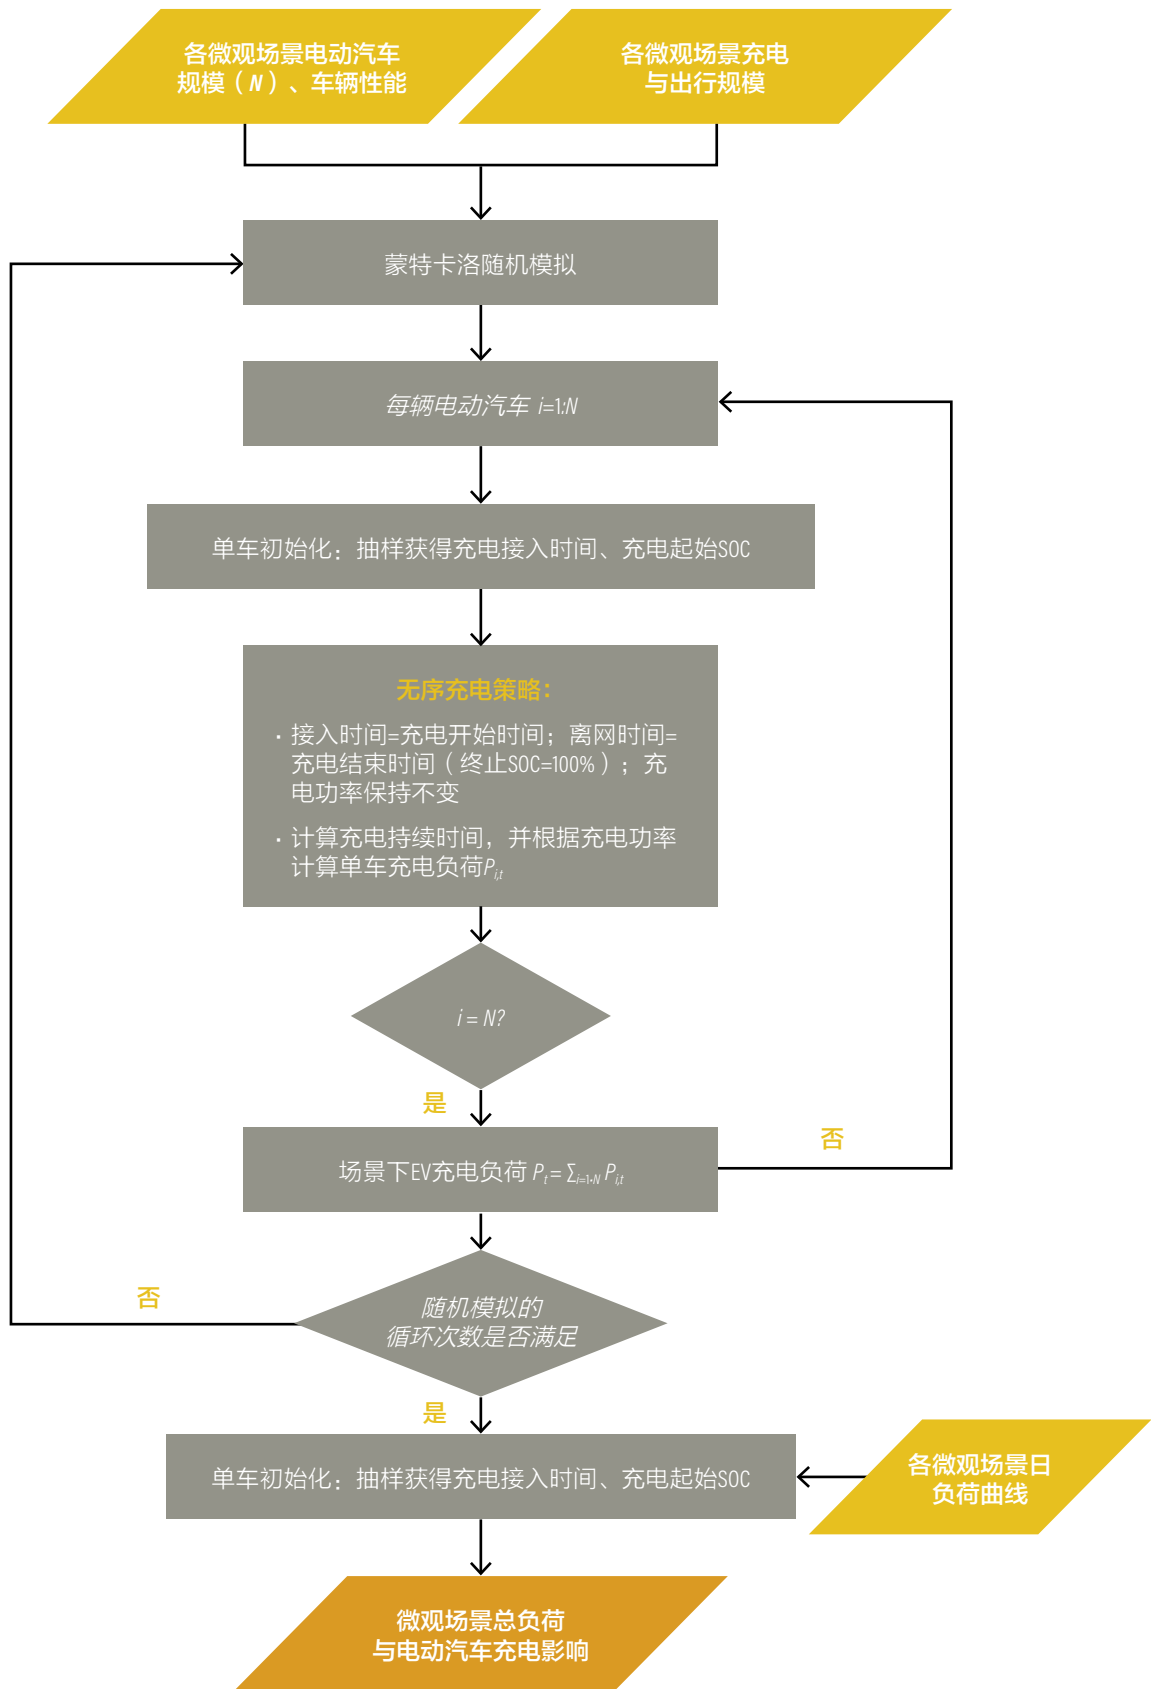 各微观场景电动汽车
规模（N）、车辆性能
各微观场景充电
与出行规模
蒙特卡洛随机模拟
每辆电动汽车 i=1:N
单车初始化：抽样获得充电接入时间、充电起始SOC
无序充电策略：
· 接入时间=充电开始时间；离网时间=
充电结束时间（终止SOC=100%）；充
电功率保持不变
· 计算充电持续时间，并根据充电功率
计算单车充电负荷Pi,t
i = N?
是
否
场景下EV充电负荷 Pt = ∑i=1-N Pi,t
否
随机模拟的
循环次数是否满足
是
单车初始化：抽样获得充电接入时间、充电起始SOC
各微观场景日
负荷曲线
微观场景总负荷
与电动汽车充电影响